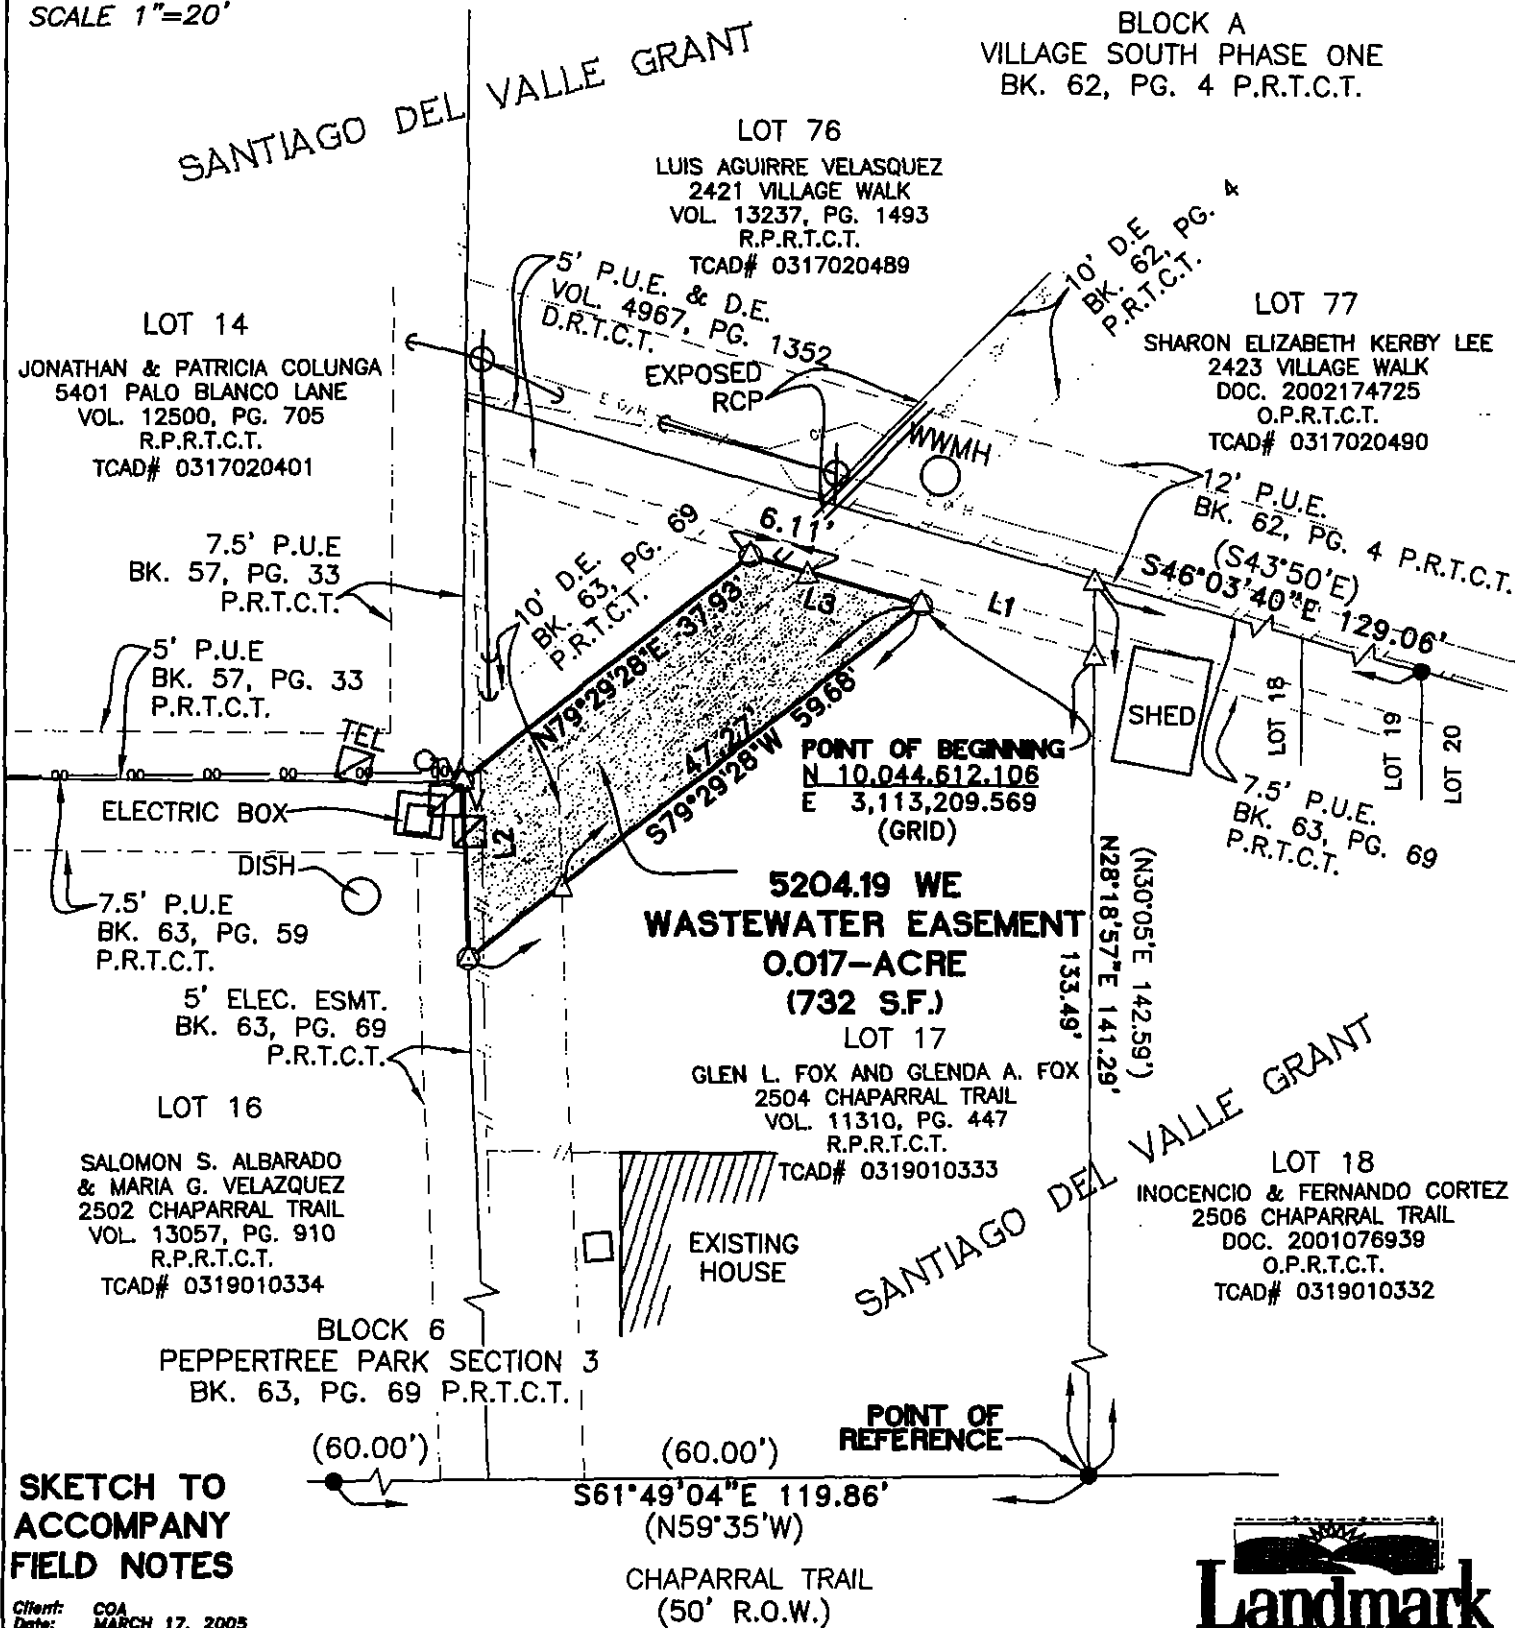 SCALE 1"=20'
BLOCK A
VILLAGE SOUTH PHASE ONE
BK. 62, PG. 4 P.R.T.C.T.
SANTIAGO DEL VALLE GRANT
LOT 76
LUIS AGUIRRE VELASQUEZ
2421 VILLAGE WALK
VOL. 13237, PG. 1493
R.P.R.T.C.T.
TCAD# 0317020489
5' P.U.E. & D.E.
VOL. 4967, PG. 1352
D.R.T.C.T.
10' D.E
BK. 62, PG. 4
P.R.T.C.T.
LOT 14
JONATHAN & PATRICIA COLUNGA
5401 PALO BLANCO LANE
VOL. 12500, PG. 705
R.P.R.T.C.T.
TCAD# 0317020401
LOT 77
SHARON ELIZABETH KERBY LEE
2423 VILLAGE WALK
DOC. 2002174725
O.P.R.T.C.T.
TCAD# 0317020490
EXPOSED
RCP
E O/H
WWMH
E O/H
12' P.U.E.
BK. 62, PG. 4 P.R.T.C.T.
(S43°50'E)
S46°03'40"E 129.06'
7.5' P.U.E
BK. 57, PG. 33
P.R.T.C.T.
5' P.U.E
BK. 57, PG. 33
P.R.T.C.T.
10' D.E.
BK. 63, PG. 69
P.R.T.C.T.
6.11'
L3
L1
N79°29'28"E 37.93'
47.27'
S79°29'28"W 59.68'
L2
TEL
ELECTRIC BOX
DISH
SHED
LOT 18
LOT 19
LOT 20
POINT OF BEGINNING
N 10,044,612.106
E 3,113,209.569
(GRID)
7.5' P.U.E.
BK. 63, PG. 69
P.R.T.C.T.
7.5' P.U.E
BK. 63, PG. 59
P.R.T.C.T.
5204.19 WE
WASTEWATER EASEMENT
0.017-ACRE
(732 S.F.)
(N30°05'E 142.59')
N28°18'57"E 141.29'
133.49'
5' ELEC. ESMT.
BK. 63, PG. 69
P.R.T.C.T.
LOT 17
GLEN L. FOX AND GLENDA A. FOX
2504 CHAPARRAL TRAIL
VOL. 11310, PG. 447
R.P.R.T.C.T.
TCAD# 0319010333
LOT 16
SALOMON S. ALBARADO
& MARIA G. VELAZQUEZ
2502 CHAPARRAL TRAIL
VOL. 13057, PG. 910
R.P.R.T.C.T.
TCAD# 0319010334
SANTIAGO DEL VALLE GRANT
LOT 18
INOCENCIO & FERNANDO CORTEZ
2506 CHAPARRAL TRAIL
DOC. 2001076939
O.P.R.T.C.T.
TCAD# 0319010332
EXISTING
HOUSE
BLOCK 6
PEPPERTREE PARK SECTION 3
BK. 63, PG. 69 P.R.T.C.T.
POINT OF
REFERENCE
(60.00')
(60.00')
S61°49'04"E 119.86'
(N59°35'W)
SKETCH TO
ACCOMPANY
FIELD NOTES
CHAPARRAL TRAIL
(50' R.O.W.)
Client: COA
Date: MARCH 17, 2005
Landmark